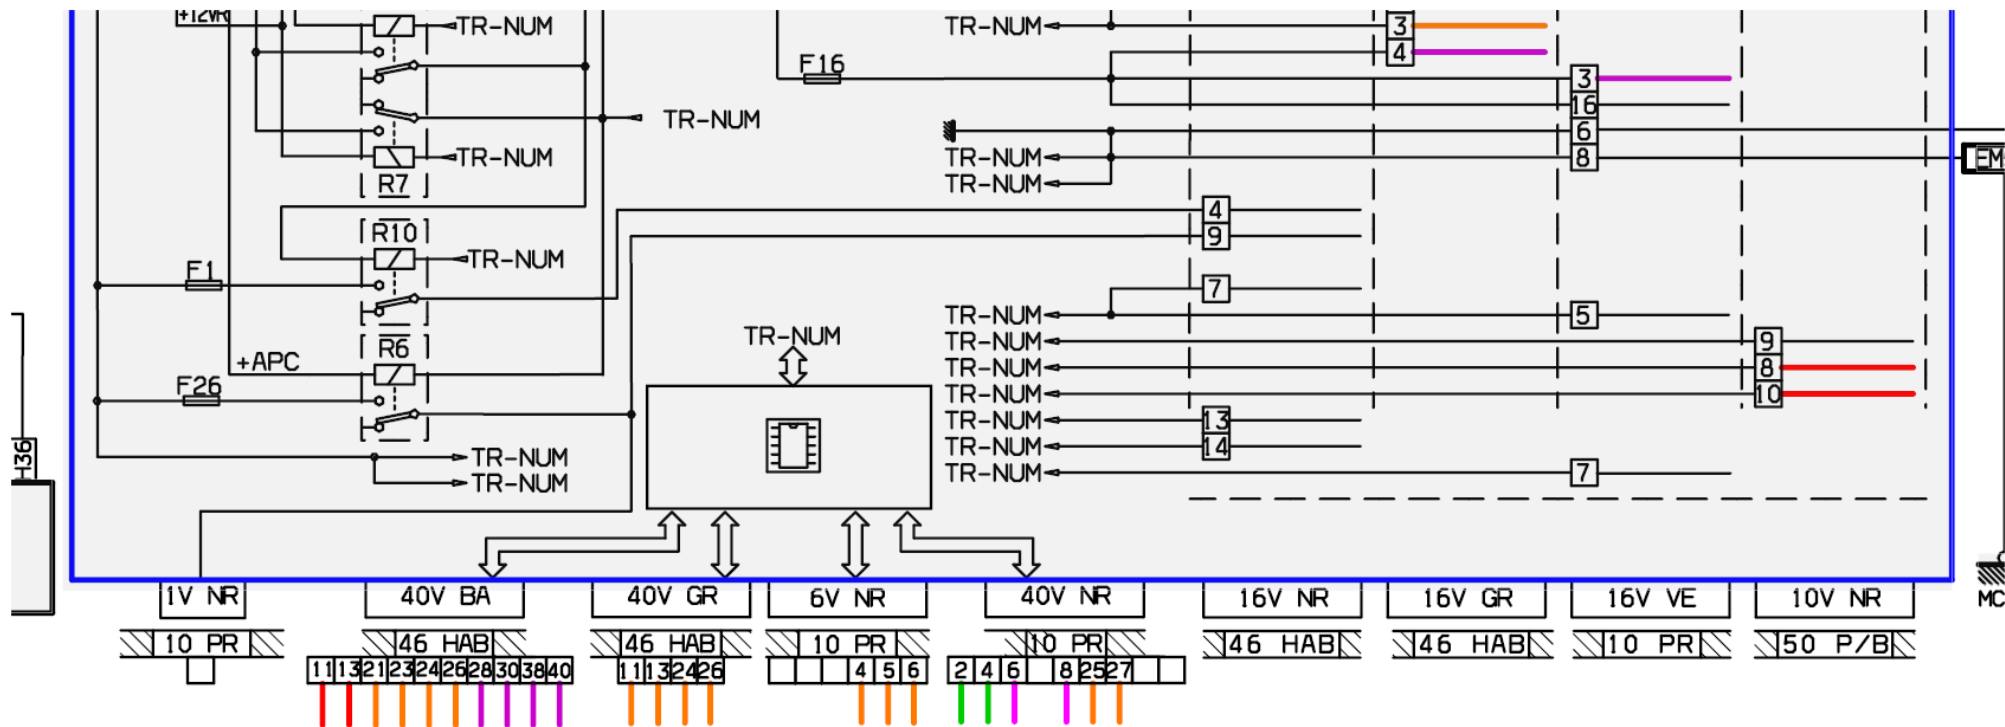 +12VR TR-NUM TR-NUM 3
4
F16 3
TR-NUM 16
6
TR-NUM TR-NUM 8 EM
R7 TR-NUM
4
R10 9
TR-NUM
F1 7
TR-NUM 5
TR-NUM
R6 TR-NUM 9
+APC TR-NUM 8
F26 TR-NUM 10
TR-NUM 13
H36 TR-NUM TR-NUM 14
TR-NUM TR-NUM 7
1V NR 40V BA 40V GR 6V NR 40V NR 16V NR 16V GR 16V VE 10V NR MC
10 PR 46 HAB 46 HAB 10 PR 10 PR 46 HAB 46 HAB 10 PR 50 P/B
11 13 21 23 24 26 28 30 38 40 11 13 24 26 4 5 6 2 4 6 8 25 27